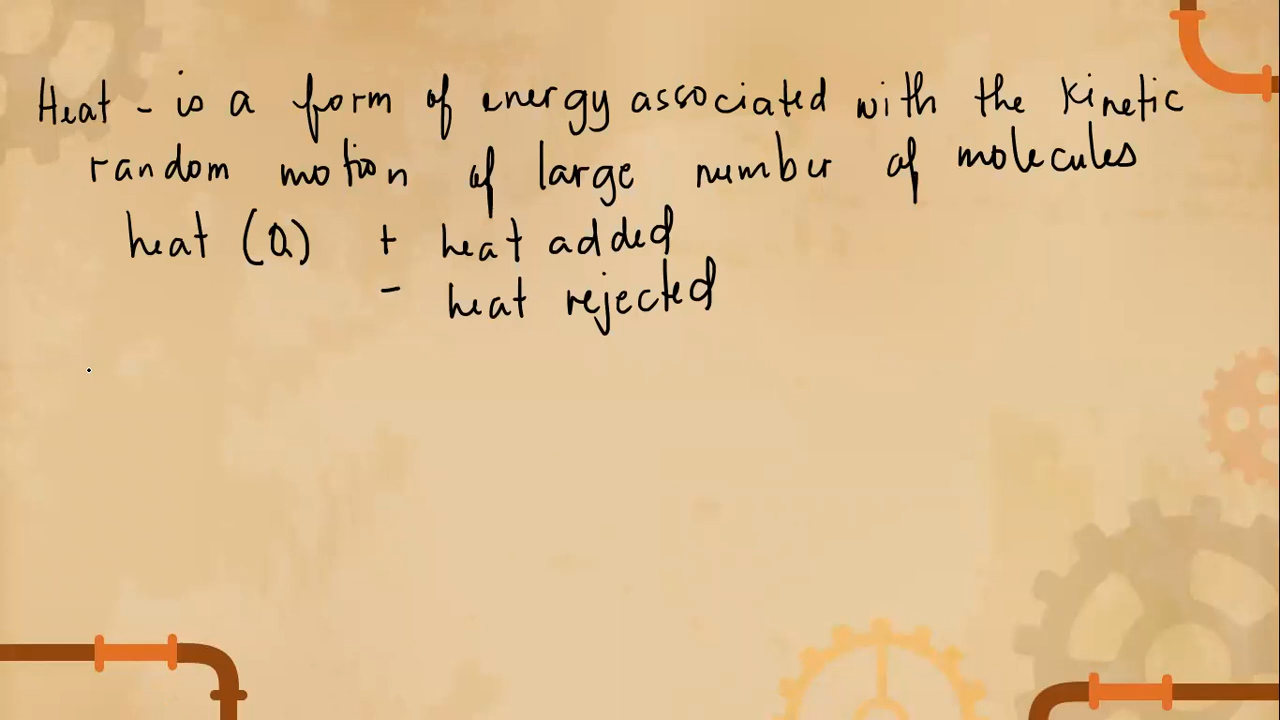 Heat - is a form of energy associated with the kinetic
random motion of large number of molecules
heat (Q) + heat added
- heat rejected